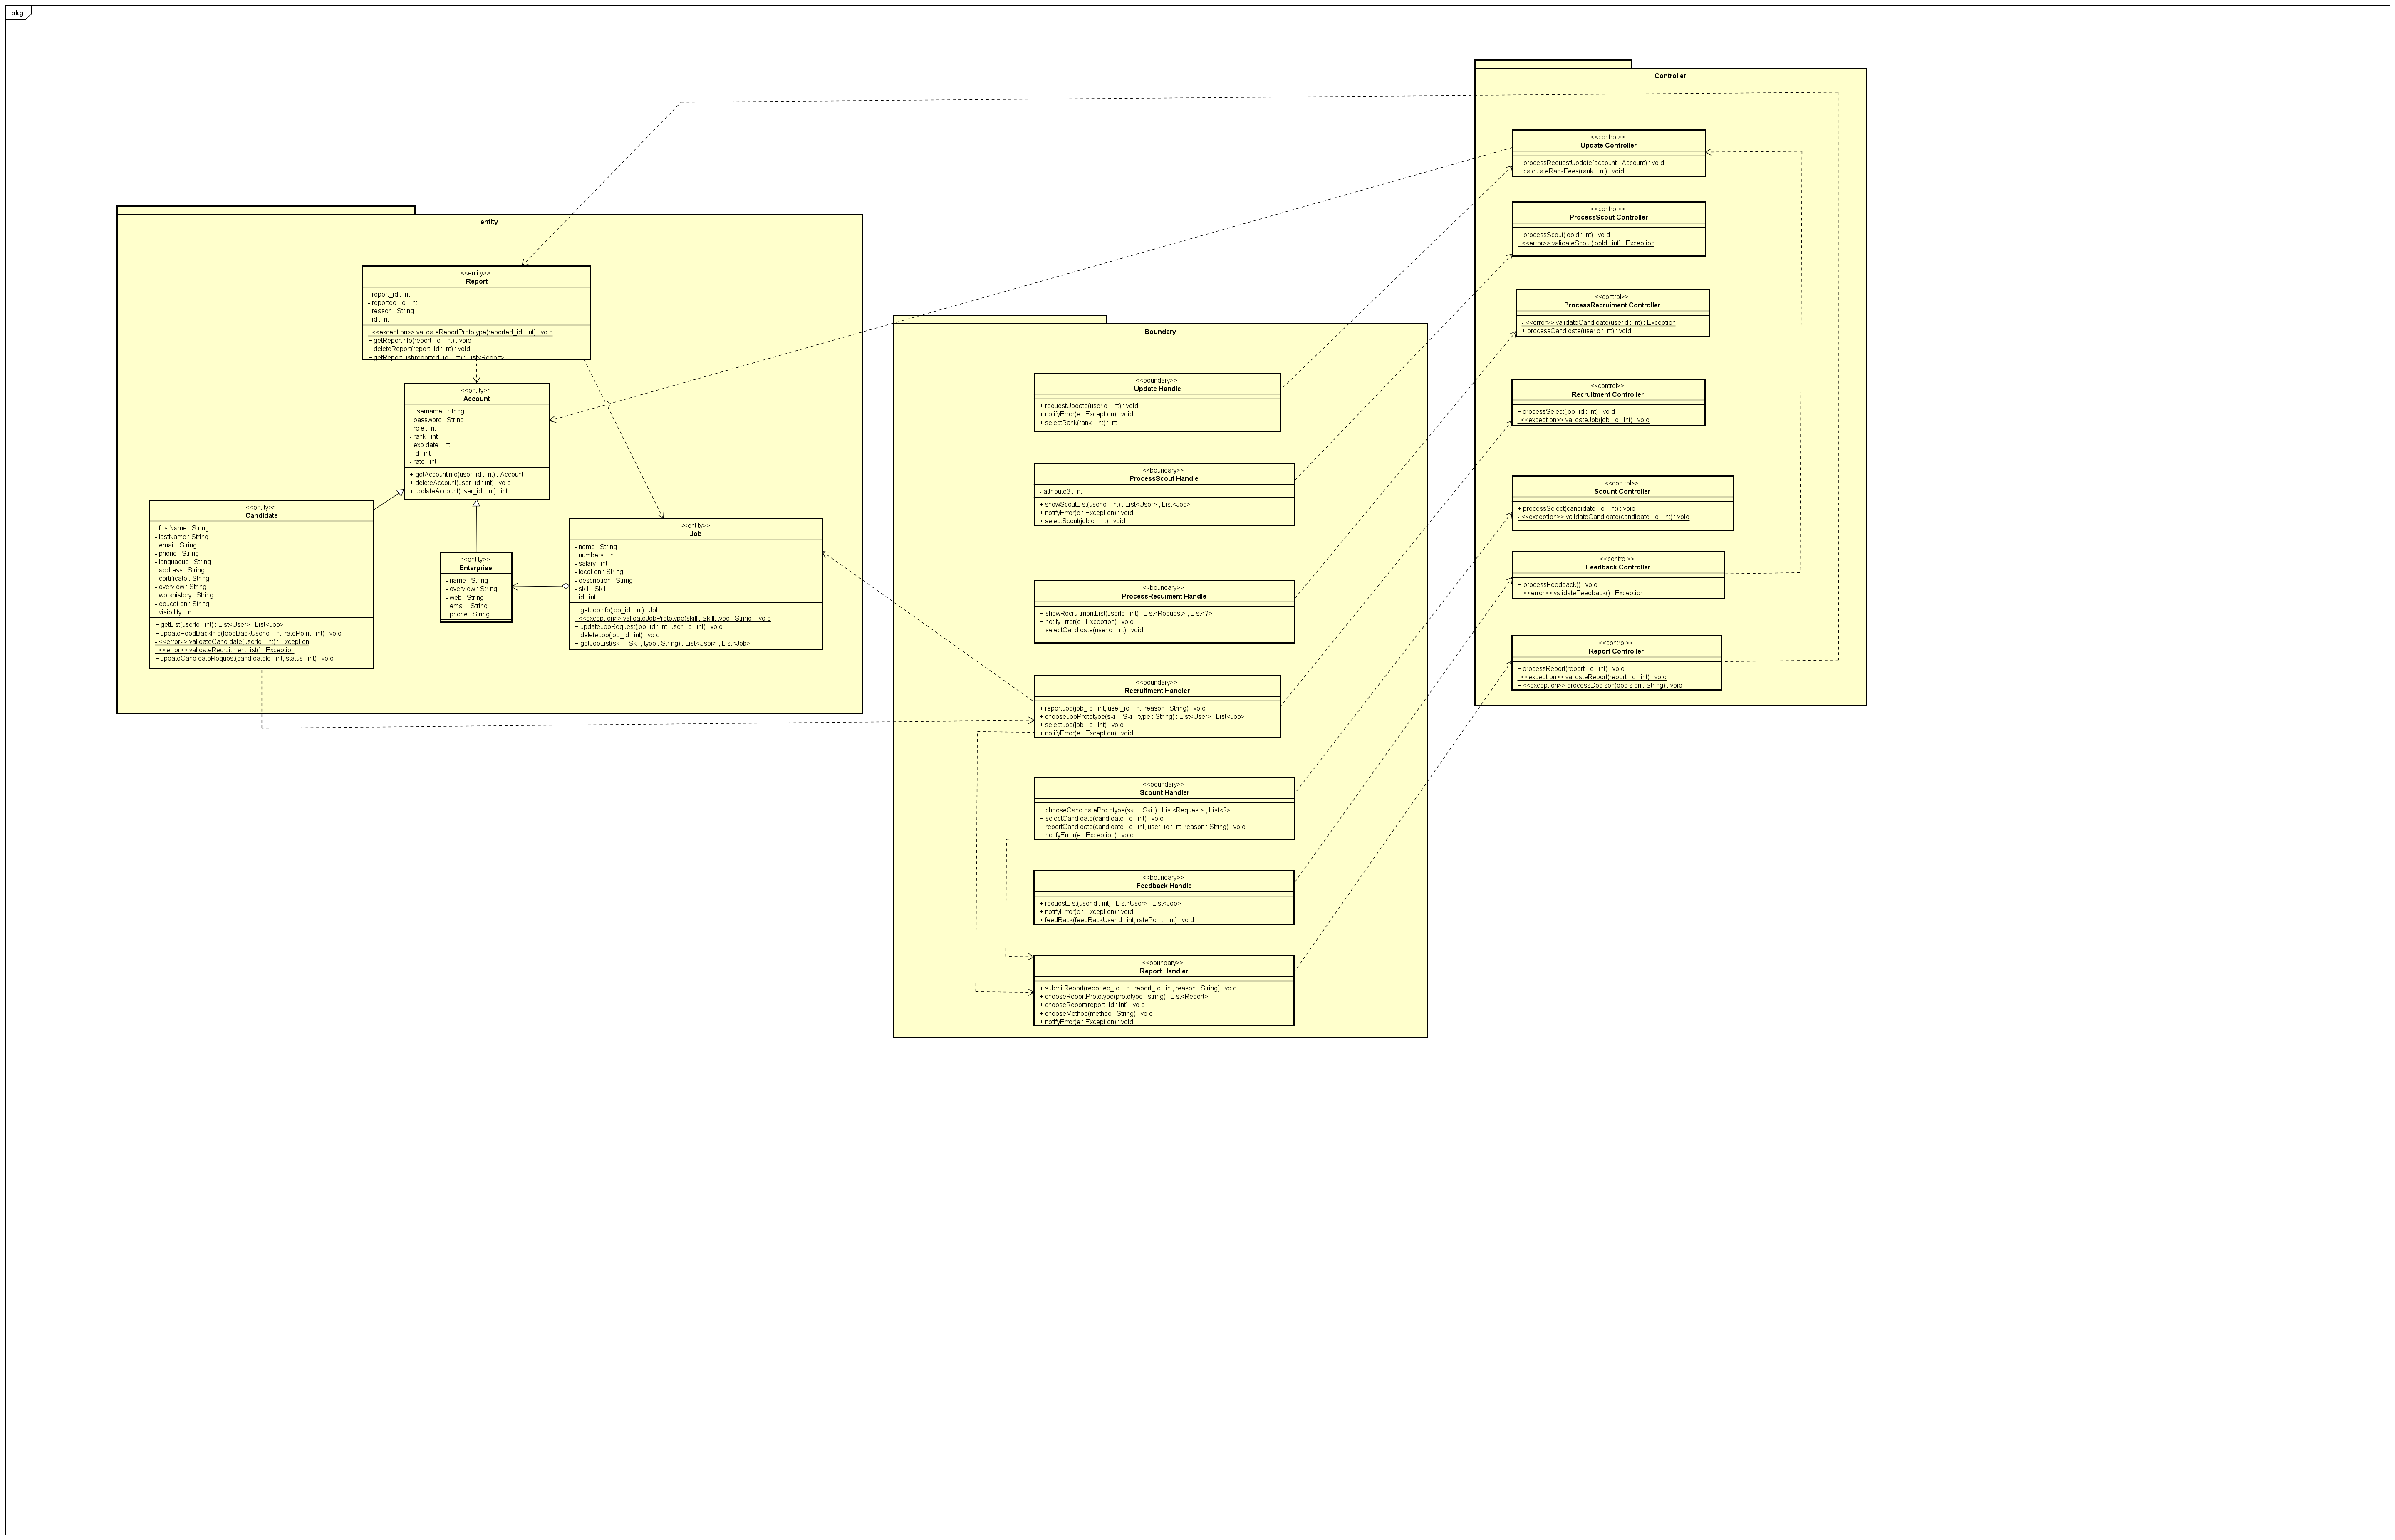 pkg
entity
<<entity>>
Report
- report_id : int
- reported_id : int
- reason : String
- id : int
- <<exception>> validateReportPrototype(reported_id : int) : void
+ getReportInfo(report_id : int) : void
+ deleteReport(report_id : int) : void
+ getReportList(reported_id : int) : List<Report>
<<entity>>
Account
- username : String
- password : String
- role : int
- rank : int
- exp date : int
- id : int
- rate : int
+ getAccountInfo(user_id : int) : Account
+ deleteAccount(user_id : int) : void
+ updateAccount(user_id : int) : int
<<entity>>
Candidate
- firstName : String
- lastName : String
- email : String
- phone : String
- languague : String
- address : String
- certificate : String
- overview : String
- workhistory : String
- education : String
- visibility : int
+ getList(userId : int) : List<User> , List<Job>
+ updateFeedBackInfo(feedBackUserId : int, ratePoint : int) : void
- <<error>> validateCandidate(userId : int) : Exception
- <<error>> validateRecruitmentList() : Exception
+ updateCandidateRequest(candidateId : int, status : int) : void
<<entity>>
Enterprise
- name : String
- overview : String
- web : String
- email : String
- phone : String
<<entity>>
Job
- name : String
- numbers : int
- salary : int
- location : String
- description : String
- skill : Skill
- id : int
+ getJobInfo(job_id : int) : Job
- <<exception>> validateJobPrototype(skill : Skill, type : String) : void
+ updateJobRequest(job_id : int, user_id : int) : void
+ deleteJob(job_id : int) : void
+ getJobList(skill : Skill, type : String) : List<User> , List<Job>
Boundary
<<boundary>>
Update Handle
+ requestUpdate(userId : int) : void
+ notifyError(e : Exception) : void
+ selectRank(rank : int) : int
<<boundary>>
ProcessScout Handle
- attribute3 : int
+ showScoutList(userId : int) : List<User> , List<Job>
+ notifyError(e : Exception) : void
+ selectScout(jobId : int) : void
<<boundary>>
ProcessRecuiment Handle
+ showRecruitmentList(userId : int) : List<Request> , List<?>
+ notifyError(e : Exception) : void
+ selectCandidate(userId : int) : void
<<boundary>>
Recruitment Handler
+ reportJob(job_id : int, user_id : int, reason : String) : void
+ chooseJobPrototype(skill : Skill, type : String) : List<User> , List<Job>
+ selectJob(job_id : int) : void
+ notifyError(e : Exception) : void
<<boundary>>
Scount Handler
+ chooseCandidatePrototype(skill : Skill) : List<Request> , List<?>
+ selectCandidate(candidate_id : int) : void
+ reportCandidate(candidate_id : int, user_id : int, reason : String) : void
+ notifyError(e : Exception) : void
<<boundary>>
Feedback Handle
+ requestList(userid : int) : List<User> , List<Job>
+ notifyError(e : Exception) : void
+ feedBack(feedBackUserid : int, ratePoint : int) : void
<<boundary>>
Report Handler
+ submitReport(reported_id : int, report_id : int, reason : String) : void
+ chooseReportPrototype(prototype : string) : List<Report>
+ chooseReport(report_id : int) : void
+ chooseMethod(method : String) : void
+ notifyError(e : Exception) : void
Controller
<<control>>
Update Controller
+ processRequestUpdate(account : Account) : void
+ calculateRankFees(rank : int) : void
<<control>>
ProcessScout Controller
+ processScout(jobId : int) : void
- <<error>> validateScout(jobId : int) : Exception
<<control>>
ProcessRecruiment Controller
- <<error>> validateCandidate(userId : int) : Exception
+ processCandidate(userId : int) : void
<<control>>
Recruitment Controller
+ processSelect(job_id : int) : void
- <<exception>> validateJob(job_id : int) : void
<<control>>
Scount Controller
+ processSelect(candidate_id : int) : void
- <<exception>> validateCandidate(candidate_id : int) : void
<<control>>
Feedback Controller
+ processFeedback() : void
+ <<error>> validateFeedback() : Exception
<<control>>
Report Controller
+ processReport(report_id : int) : void
- <<exception>> validateReport(report_id : int) : void
+ <<exception>> processDecison(decision : String) : void